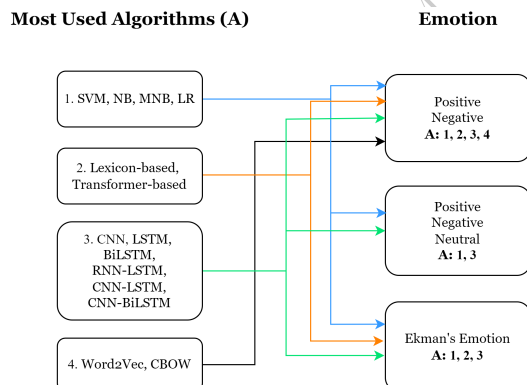 Most Used Algorithms (A)
Emotion
1. SVM, NB, MNB, LR
2. Lexicon-based,
Transformer-based
3. CNN, LSTM,
BiLSTM,
RNN-LSTM,
CNN-LSTM,
CNN-BiLSTM
4. Word2Vec, CBOW
Positive
Negative
A: 1, 2, 3, 4
Positive
Negative
Neutral
A: 1, 3
Ekman's Emotion
A: 1, 2, 3